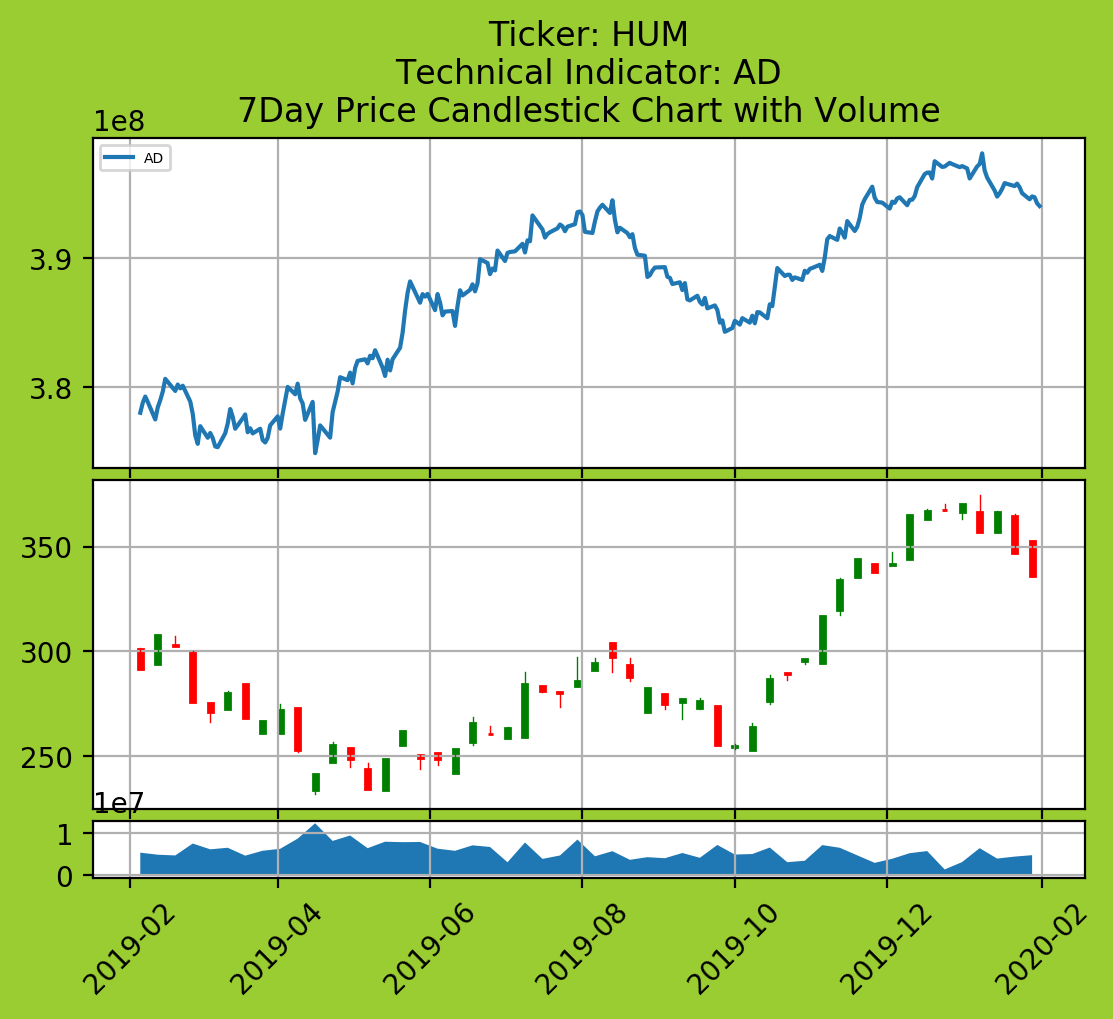 Ticker: HUM
Technical Indicator: AD
7Day Price Candlestick Chart with Volume
1e8
AD
3.9
3.8
350
300
250
1e7
1
0
2019-02
2019-04
2019-06
2019-08
2019-10
2019-12
2020-02